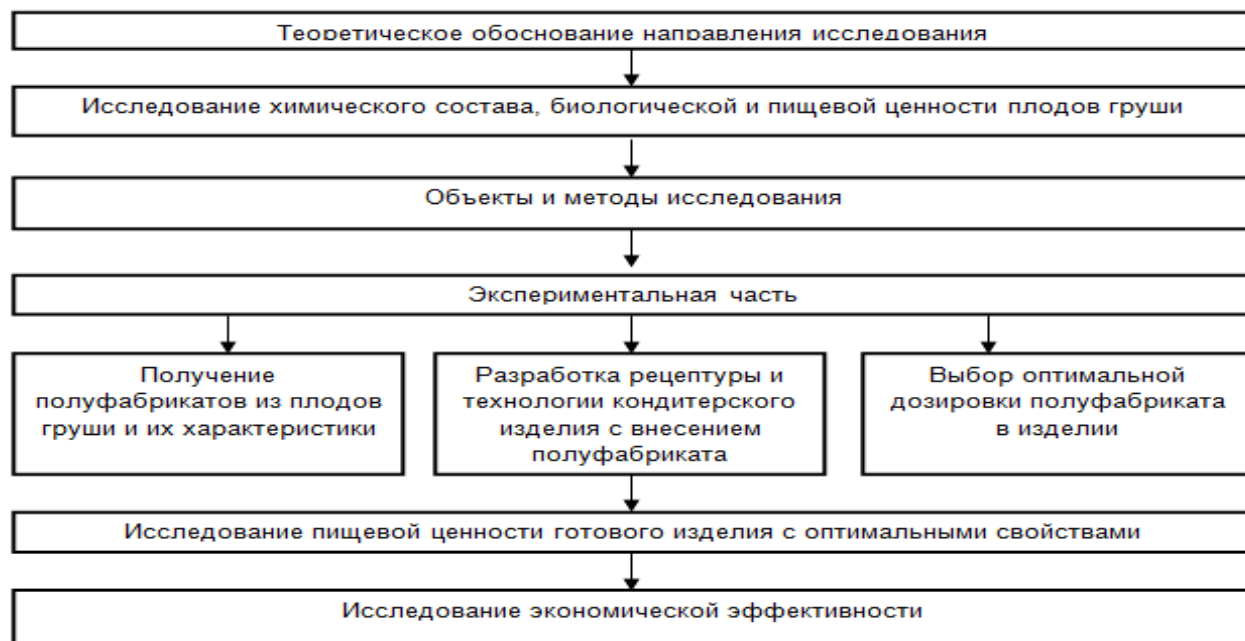 Теоретическое обоснование направления исследования
Исследование химического состава, биологической и пищевой ценности плодов груши
Объекты и методы исследования
Экспериментальная часть
Получение
полуфабрикатов из плодов
груши и их характеристики
Разработка рецептуры и
технологии кондитерского
изделия с внесением
полуфабриката
Выбор оптимальной
дозировки полуфабриката
в изделии
Исследование пищевой ценности готового изделия с оптимальными свойствами
Исследование экономической эффективности